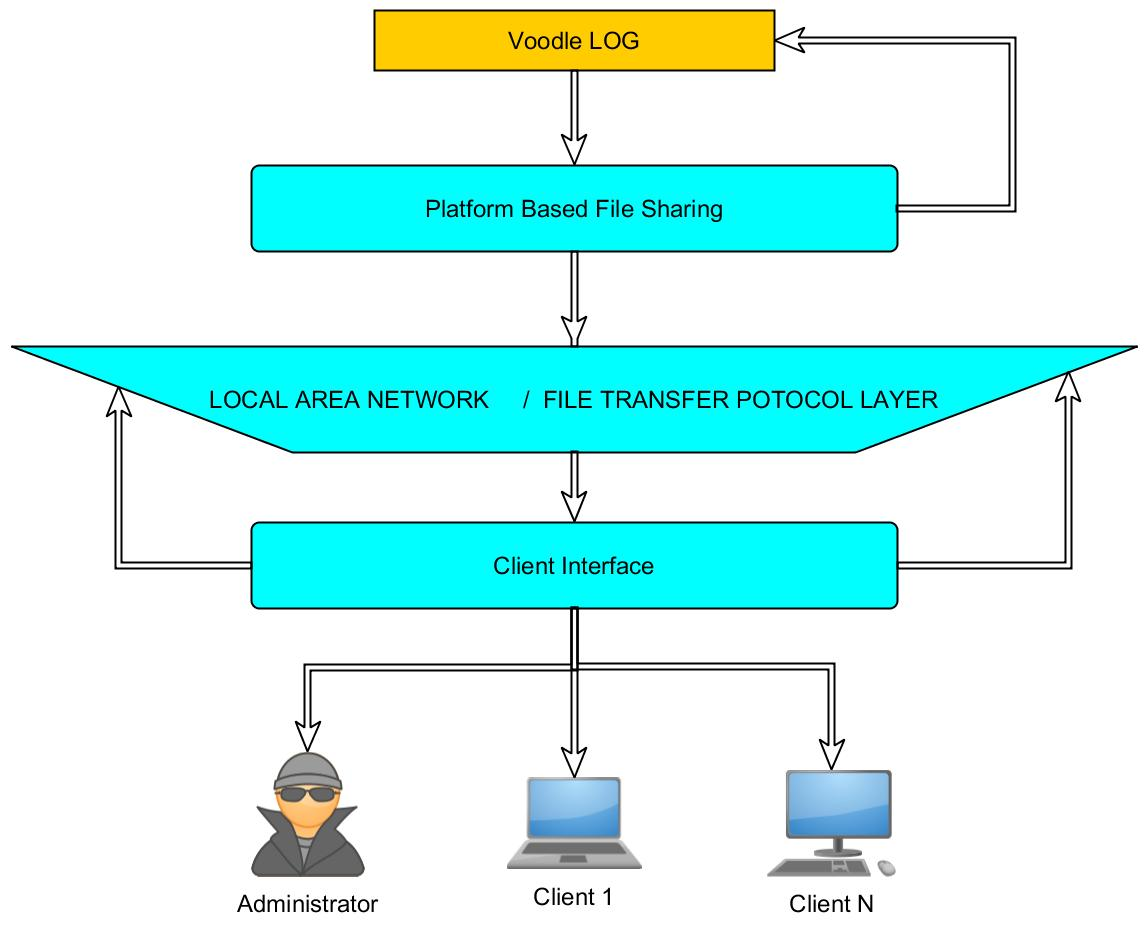 Voodle LOG
Platform Based File Sharing
LOCAL AREA NETWORK / FILE TRANSFER POTOCOL LAYER
Client Interface
Administrator
Client 1
Client N